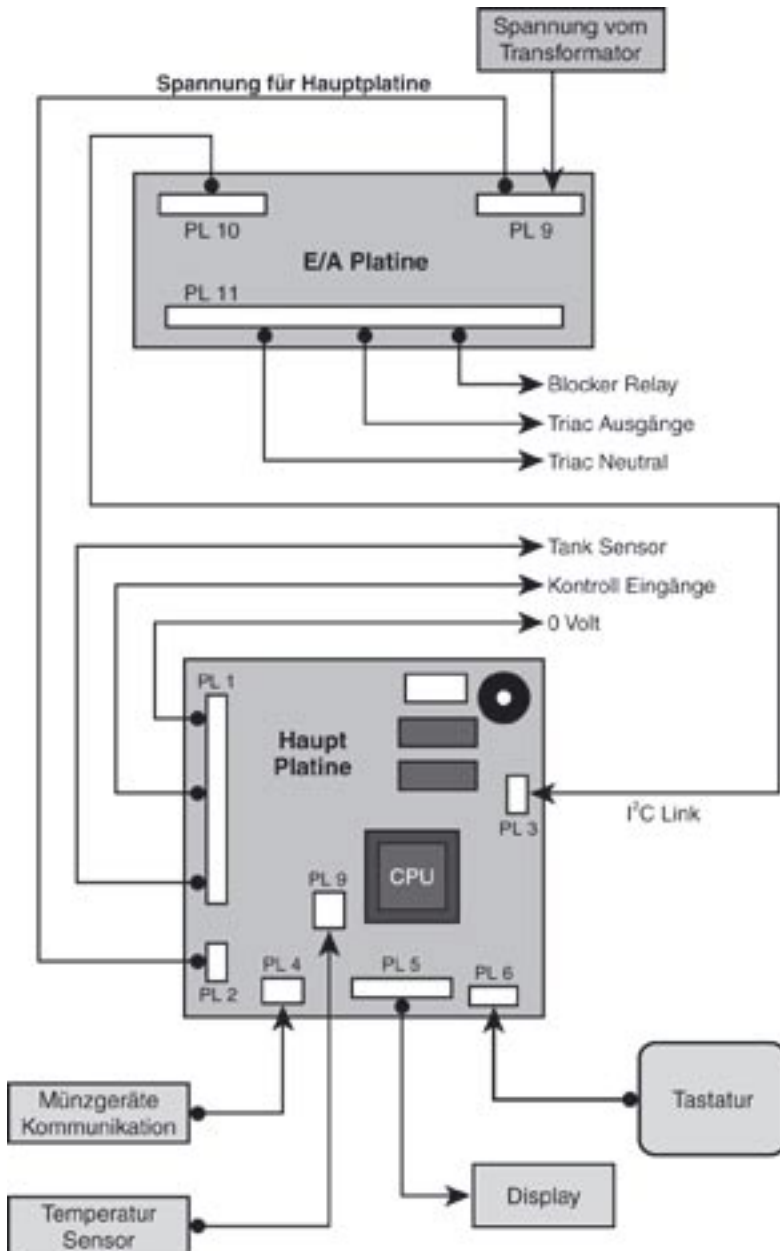 Spannung vom
Transformator
Spannung für Hauptplatine
PL 10
PL 9
E/A Platine
PL 11
Blocker Relay
Triac Ausgänge
Triac Neutral
Tank Sensor
Kontroll Eingänge
0 Volt
PL 1
Haupt
Platine
PL 3
I²C Link
CPU
PL 9
PL 4
PL 5
PL 6
PL 2
Münzgeräte
Kommunikation
Tastatur
Display
Temperatur
Sensor